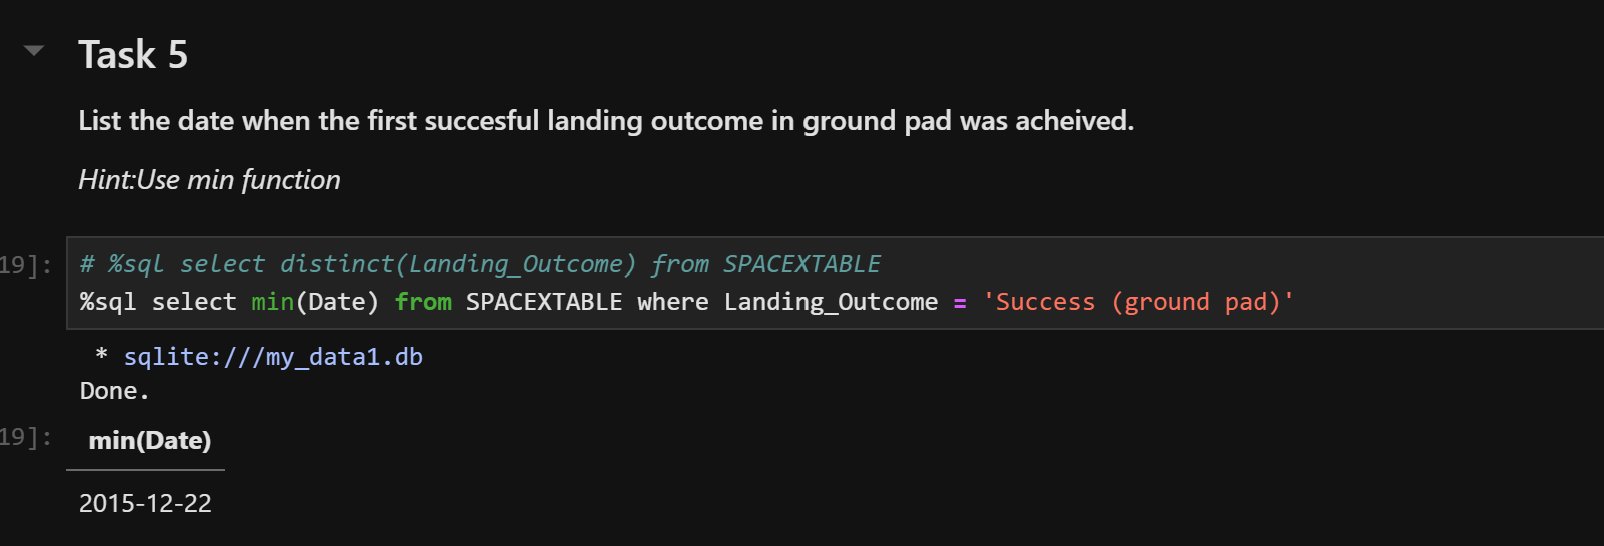 Task 5
List the date when the first succesful landing outcome in ground pad was acheived.
Hint:Use min function
19]:
# %sql select distinct(Landing_Outcome) from SPACEXTABLE
%sql select min(Date) from SPACEXTABLE where Landing_Outcome = 'Success (ground pad)'
* sqlite:///my_data1.db
Done.
19]:
min(Date)
2015-12-22